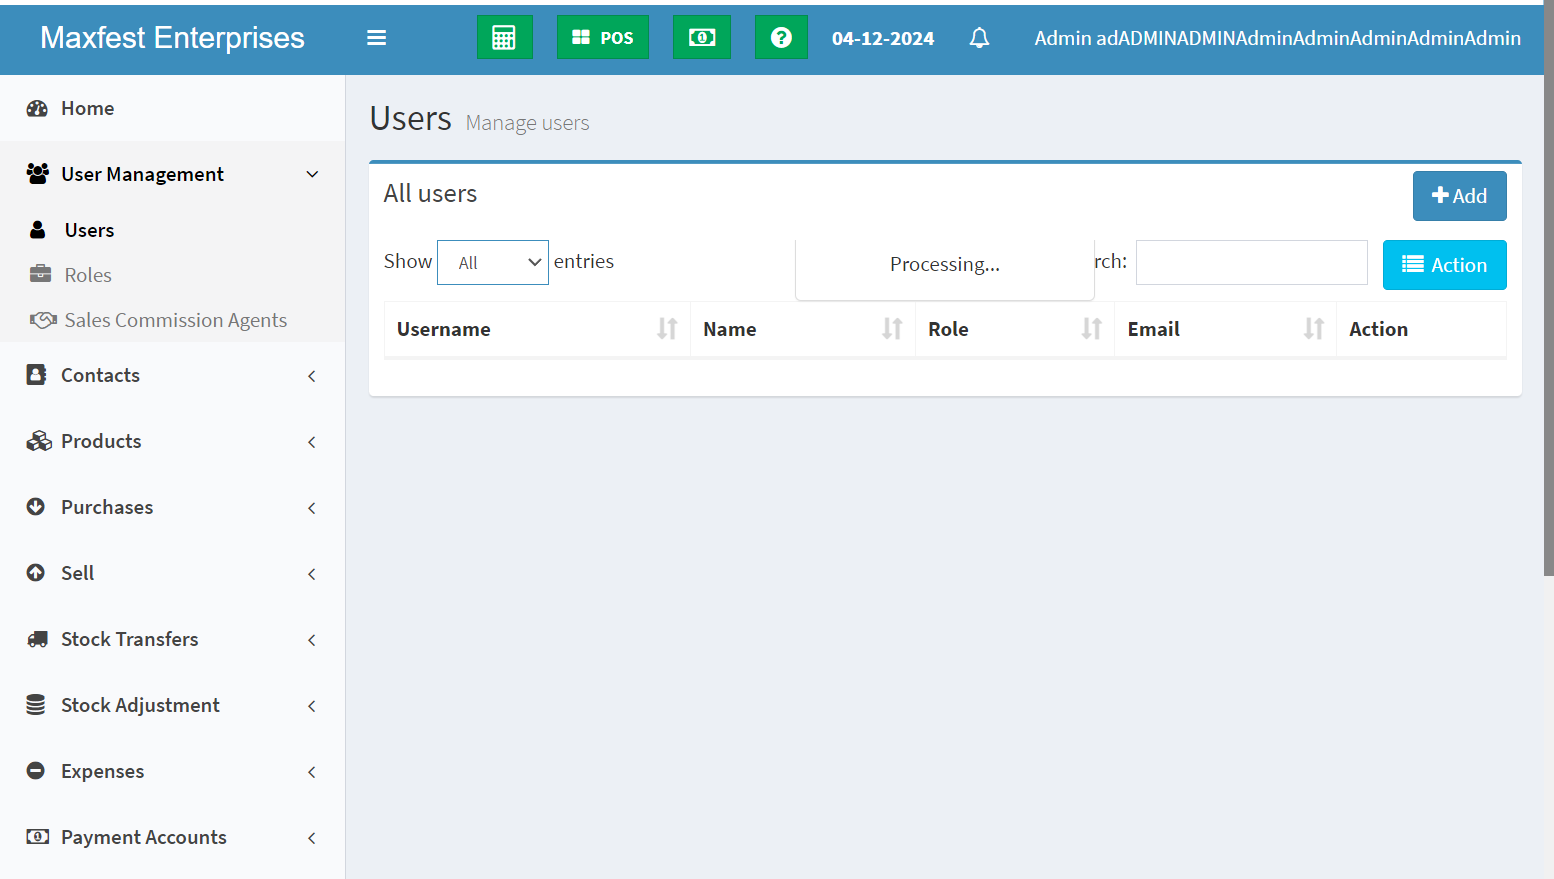 Maxfest Enterprises
POS
04-12-2024
Admin adADMINADMINAdminAdminAdminAdminAdmin
Home
User Management
Users
Roles
Sales Commission Agents
Contacts
Products
Purchases
Sell
Stock Transfers
Stock Adjustment
Expenses
Payment Accounts
Users Manage users
All users
Add
Show All entries
Processing...
rch:
Action
Username Name Role Email Action